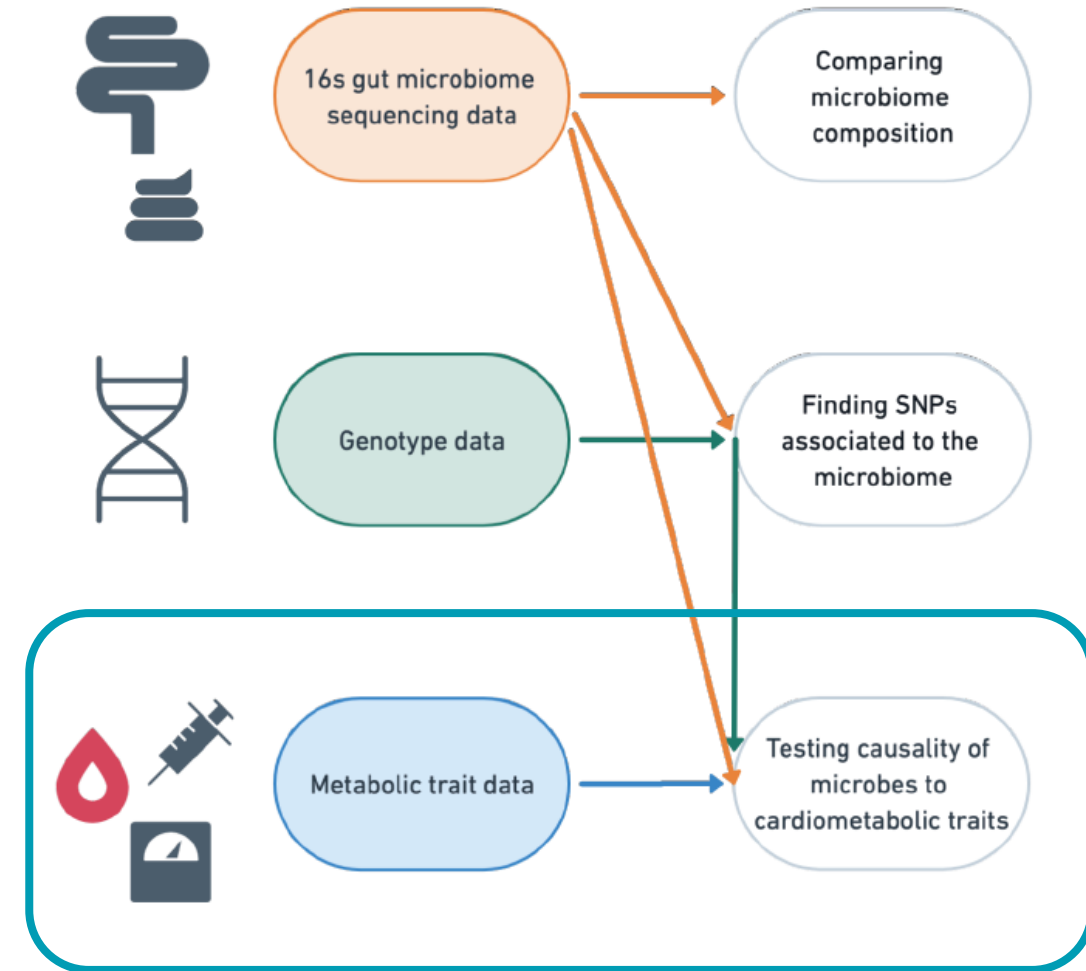 16s gut microbiome
sequencing data
Comparing
microbiome
composition
Genotype data
Finding SNPs
associated to the
microbiome
Metabolic trait data
Testing causality of
microbes to
cardiometabolic traits